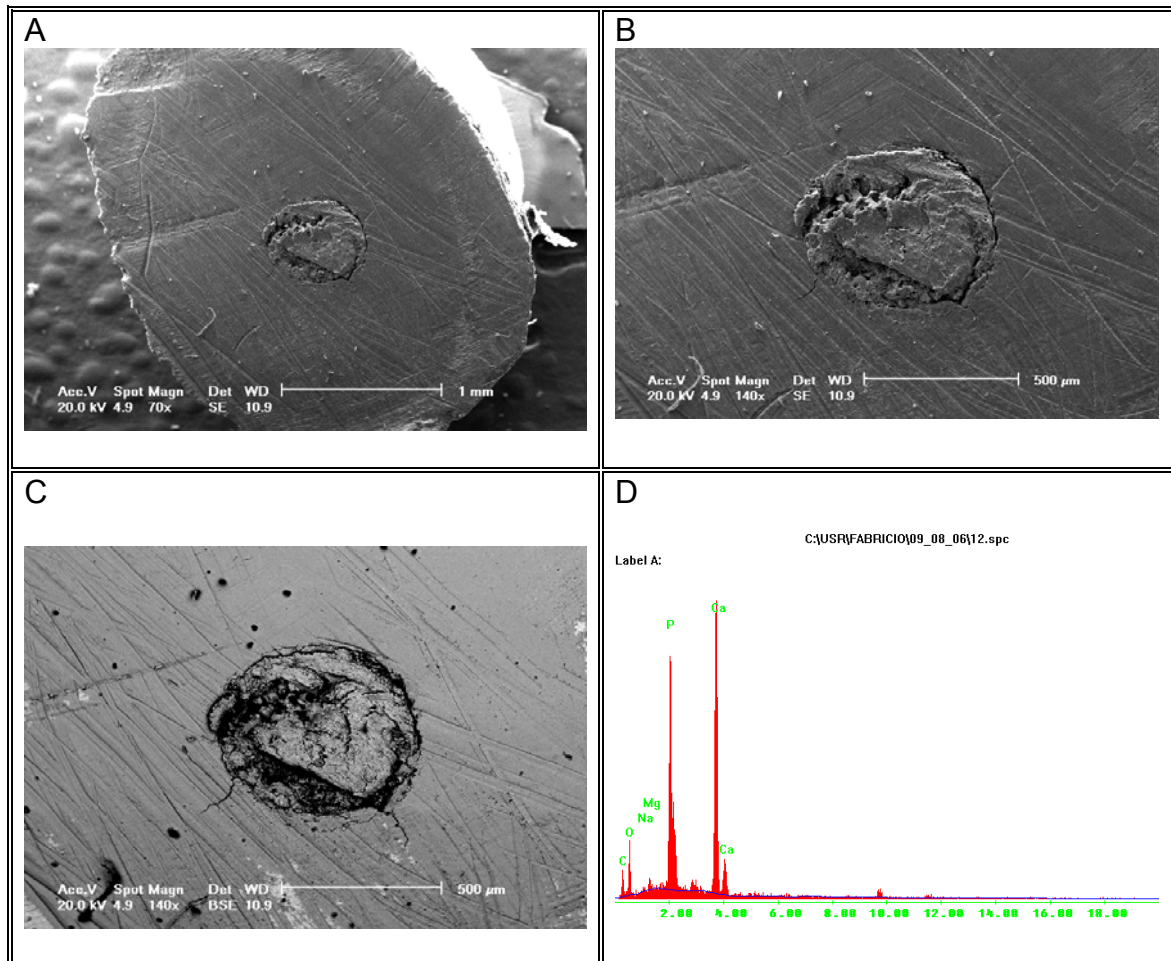 A
Acc.V Spot Magn Det WD 1 mm
20.0 kV 4.9 70x SE 10.9
B
Acc.V Spot Magn Det WD 500 µm
20.0 kV 4.9 140x SE 10.9
C
Acc.V Spot Magn Det WD 500 µm
20.0 kV 4.9 140x BSE 10.9
D
C:\USR\FABRICIO\09_08_06\12.spc
Label A:
Ca
P
Mg
Na
O
Ca
C
2.00 4.00 6.00 8.00 10.00 12.00 14.00 16.00 18.00